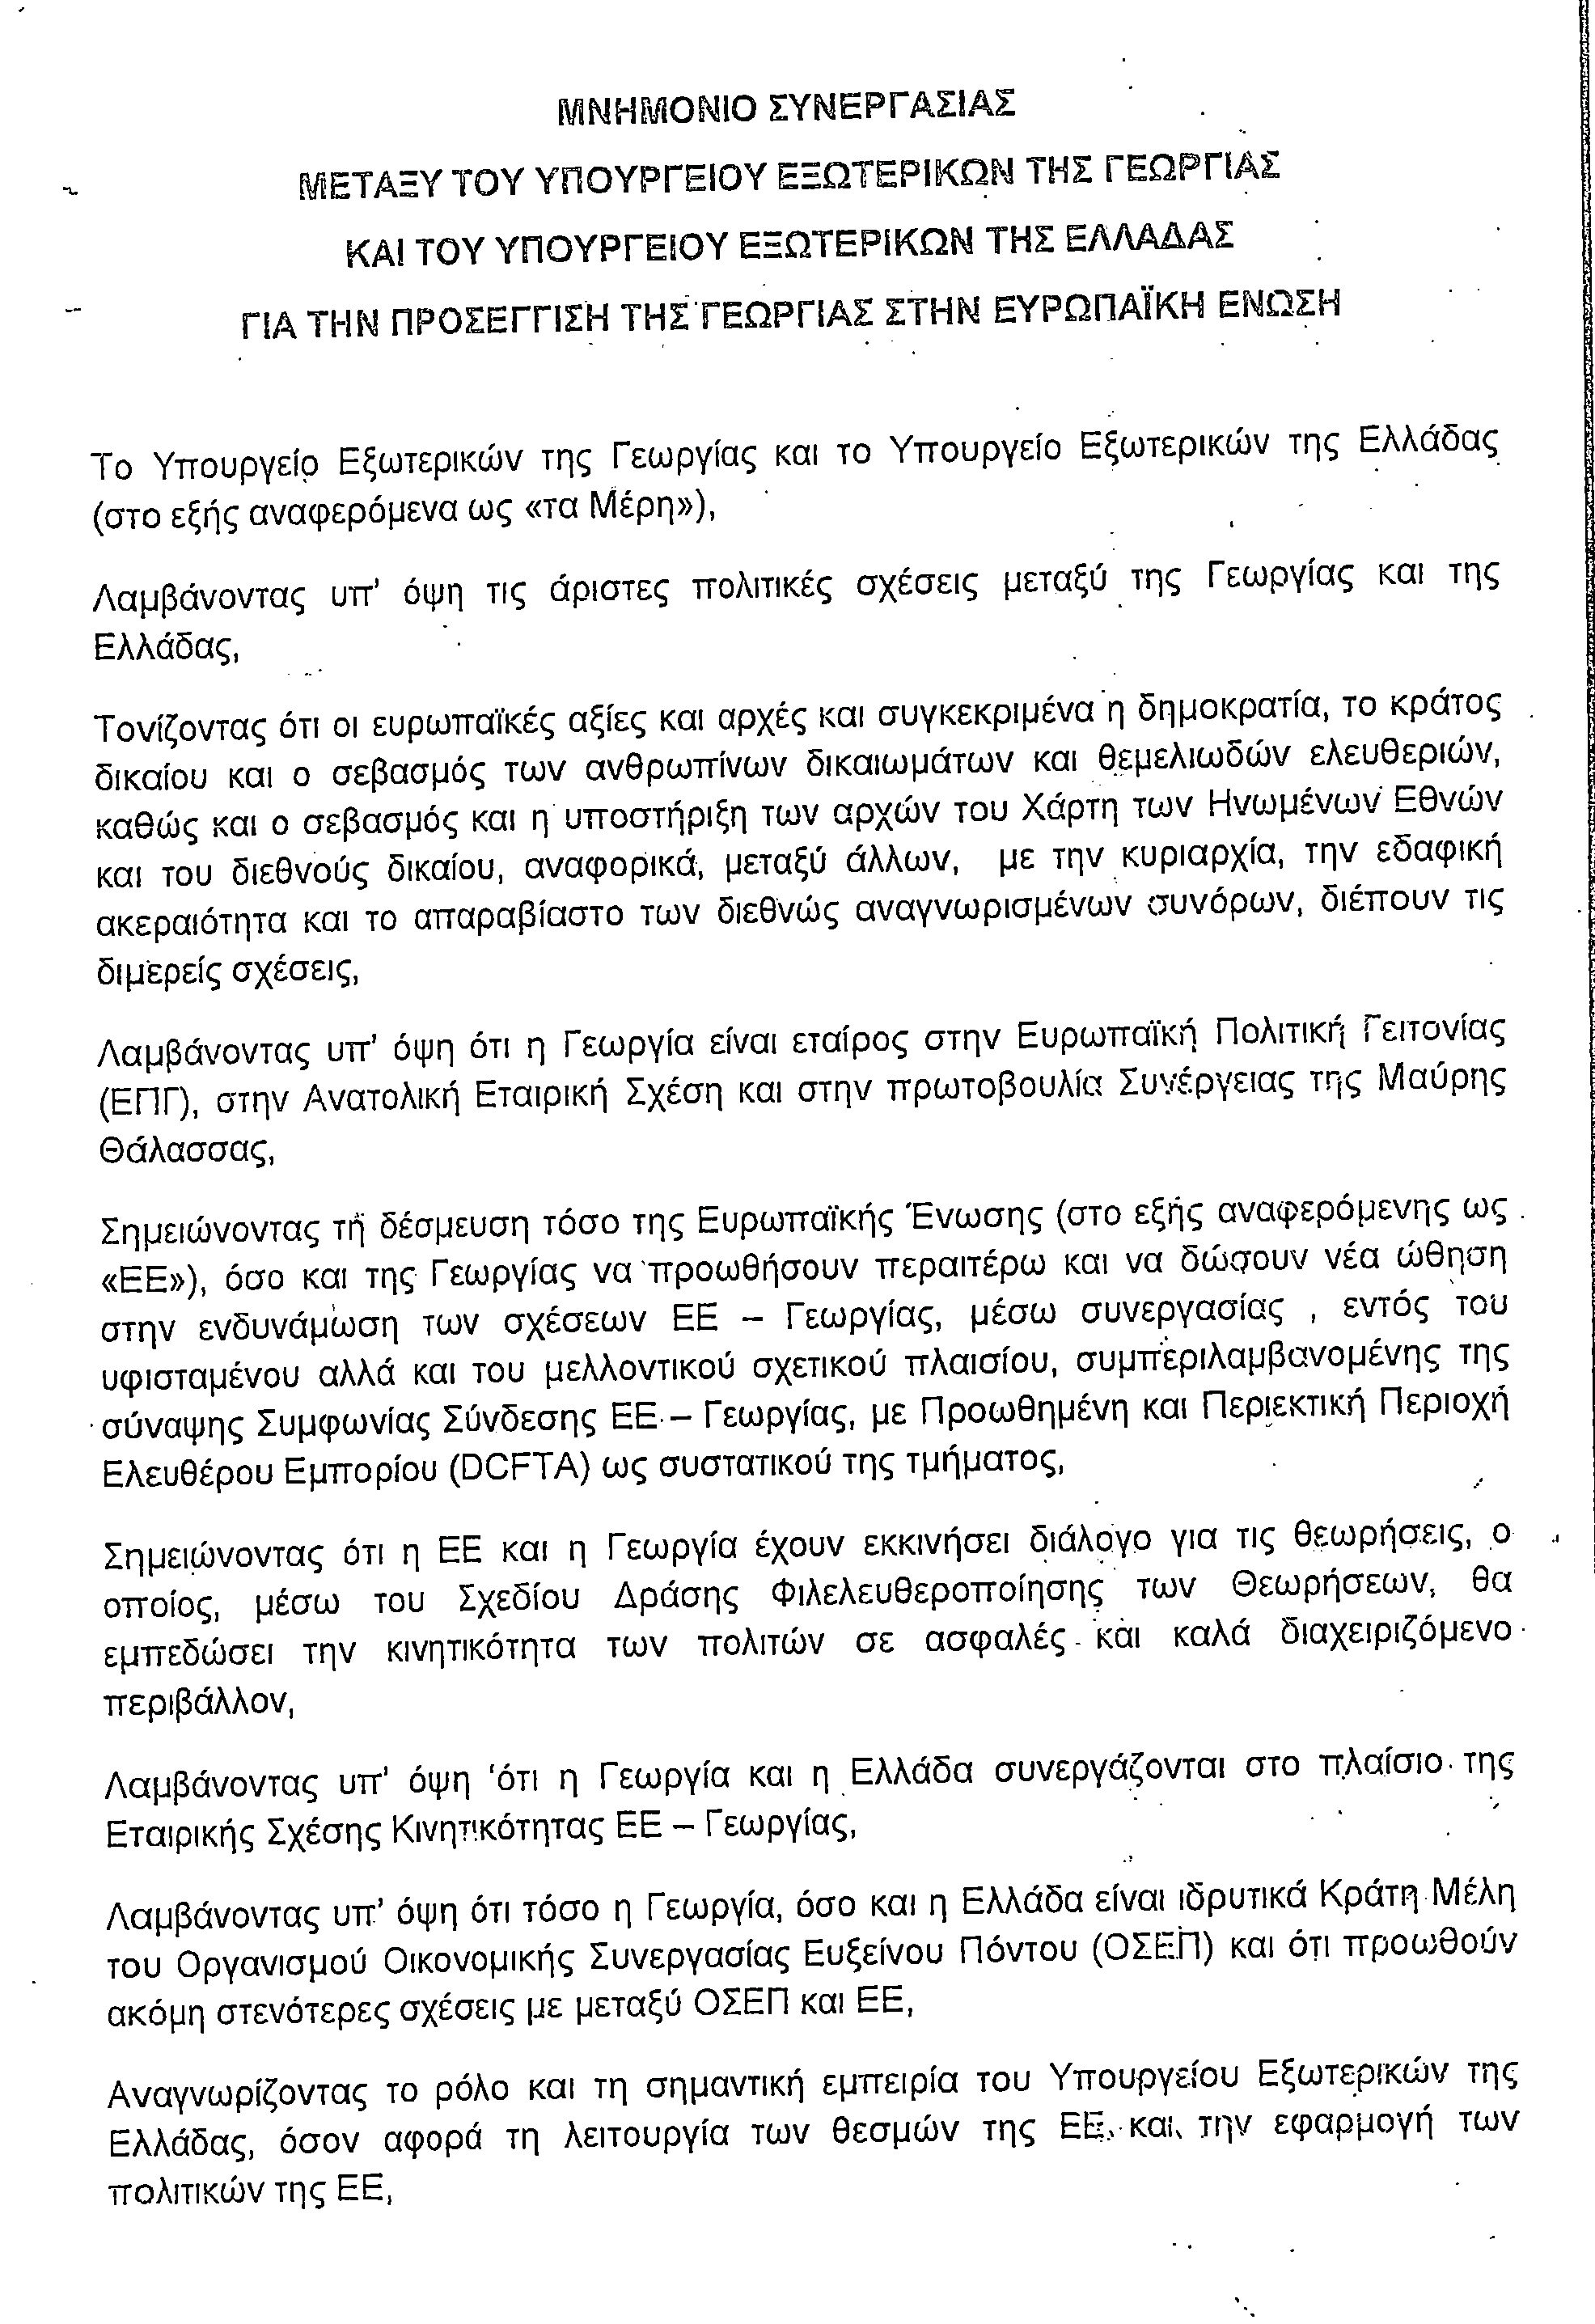 ΜΝΗΜΟΝΙΟ ΣΥΝΕΡΓΑΣΙΑΣ
ΜΕΤΑΞΥ ΤΟΥ ΥΠΟΥΡΓΕΙΟΥ ΕΞΩΤΕΡΙΚΩΝ ΤΗΣ ΓΕΩΡΓΙΑΣ
ΚΑΙ ΤΟΥ ΥΠΟΥΡΓΕΙΟΥ ΕΞΩΤΕΡΙΚΩΝ ΤΗΣ ΕΛΛΑΔΑΣ
ΓΙΑ ΤΗΝ ΠΡΟΣΕΓΓΙΣΗ ΤΗΣ ΓΕΩΡΓΙΑΣ ΣΤΗΝ ΕΥΡΩΠΑΪΚΗ ΕΝΩΣΗ
Το Υπουργείο Εξωτερικών της Γεωργίας και το Υπουργείο Εξωτερικών της Ελλάδας
(στο εξής αναφερόμενα ως «τα Μέρη»),
Λαμβάνοντας υπ’ όψη τις άριστες πολιτικές σχέσεις μεταξύ της Γεωργίας και της
Ελλάδας,
Τονίζοντας ότι οι ευρωπαϊκές αξίες και αρχές και συγκεκριμένα η δημοκρατία, το κράτος
δικαίου και ο σεβασμός των ανθρωπίνων δικαιωμάτων και θεμελιωδών ελευθεριών,
καθώς και ο σεβασμός και η υποστήριξη των αρχών του Χάρτη των Ηνωμένων Εθνών
και του διεθνούς δικαίου, αναφορικά, μεταξύ άλλων, με την κυριαρχία, την εδαφική
ακεραιότητα και το απαραβίαστο των διεθνώς αναγνωρισμένων συνόρων, διέπουν τις
διμερείς σχέσεις,
Λαμβάνοντας υπ’ όψη ότι η Γεωργία είναι εταίρος στην Ευρωπαϊκή Πολιτική Γειτονίας
(ΕΠΓ), στην Ανατολική Εταιρική Σχέση και στην πρωτοβουλία Συνέργειας της Μαύρης
Θάλασσας,
Σημειώνοντας τη δέσμευση τόσο της Ευρωπαϊκής Ένωσης (στο εξής αναφερόμενης ως
«ΕΕ»), όσο και της Γεωργίας να προωθήσουν περαιτέρω και να δώσουν νέα ώθηση
στην ενδυνάμωση των σχέσεων ΕΕ – Γεωργίας, μέσω συνεργασίας , εντός του
υφισταμένου αλλά και του μελλοντικού σχετικού πλαισίου, συμπεριλαμβανομένης της
σύναψης Συμφωνίας Σύνδεσης ΕΕ – Γεωργίας, με Προωθημένη και Περιεκτική Περιοχή
Ελευθέρου Εμπορίου (DCFTA) ως συστατικού της τμήματος,
Σημειώνοντας ότι η ΕΕ και η Γεωργία έχουν εκκινήσει διάλογο για τις θεωρήσεις, ο
οποίος, μέσω του Σχεδίου Δράσης Φιλελευθεροποίησης των Θεωρήσεων, θα
εμπεδώσει την κινητικότητα των πολιτών σε ασφαλές και καλά διαχειριζόμενο
περιβάλλον,
Λαμβάνοντας υπ’ όψη ότι η Γεωργία και η Ελλάδα συνεργάζονται στο πλαίσιο της
Εταιρικής Σχέσης Κινητικότητας ΕΕ – Γεωργίας,
Λαμβάνοντας υπ’ όψη ότι τόσο η Γεωργία, όσο και η Ελλάδα είναι ιδρυτικά Κράτη Μέλη
του Οργανισμού Οικονομικής Συνεργασίας Ευξείνου Πόντου (ΟΣΕΠ) και ότι προωθούν
ακόμη στενότερες σχέσεις με μεταξύ ΟΣΕΠ και ΕΕ,
Αναγνωρίζοντας το ρόλο και τη σημαντική εμπειρία του Υπουργείου Εξωτερικών της
Ελλάδας, όσον αφορά τη λειτουργία των θεσμών της ΕΕ, και την εφαρμογή των
πολιτικών της ΕΕ,